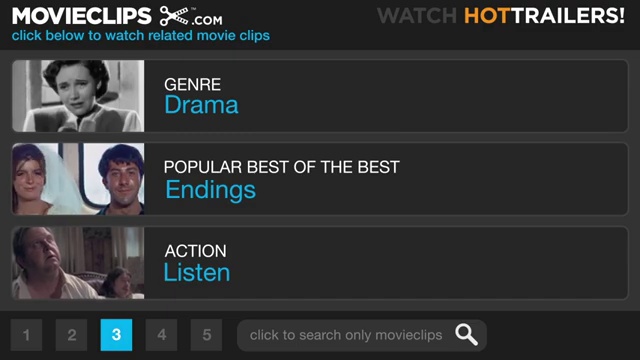 MOVIECLIPS .COM™
WATCH HOTTRAILERS!
click below to watch related movie clips
GENRE
Drama
POPULAR BEST OF THE BEST
Endings
ACTION
Listen
1 2 3 4 5 click to search only movieclips